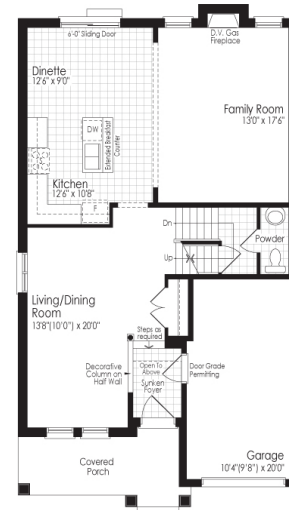 6'-0" Sliding Door
D.V. Gas
Fireplace
Dinette
12'6" x 9'0"
Family Room
13'0" x 17'6"
DW
Extended Breakfast
Counter
Kitchen
12'6" x 10'8"
F
Dn
Up
Powder
Living/Dining
Room
13'8"(10'0") x 20'0"
Steps as
required
Decorative
Column on
Half Wall
Open To
Above
Sunken
Foyer
Door Grade
Permitting
Garage
10'4"(9'8") x 20'0"
Covered
Porch